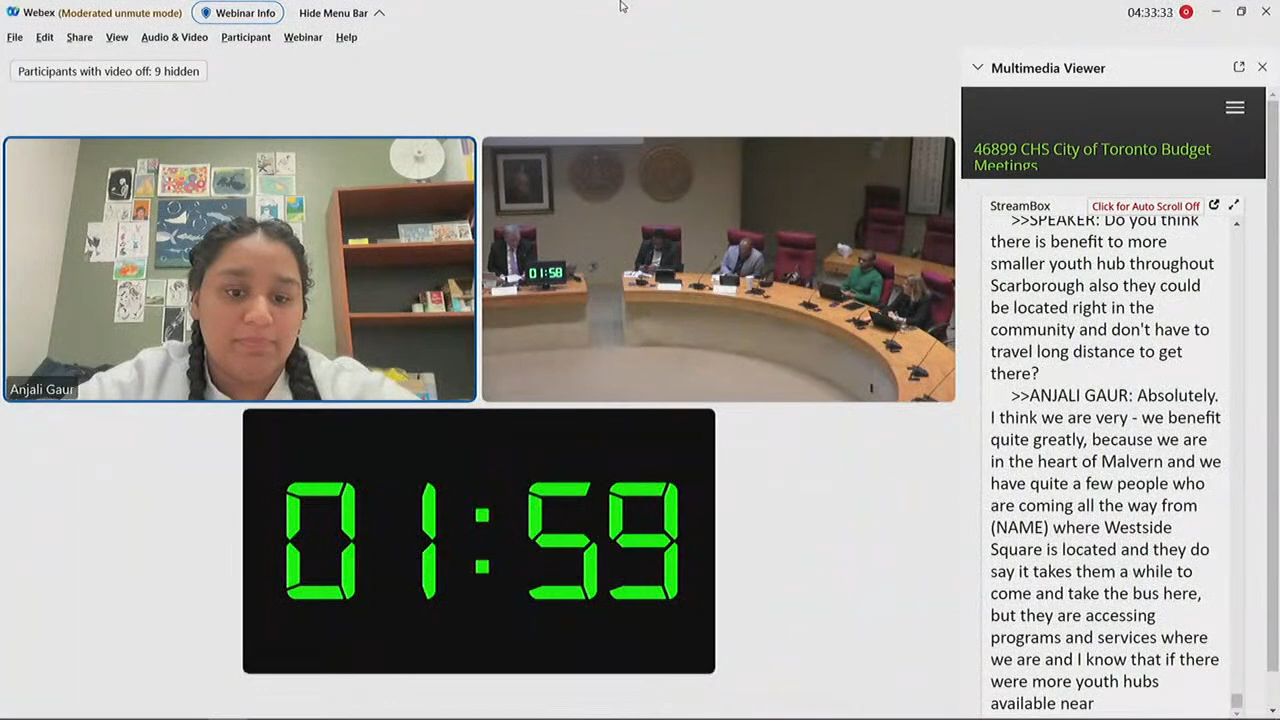 Webex (Moderated unmute mode) Webinar Info Hide Menu Bar 04:33:33
File Edit Share View Audio & Video Participant Webinar Help
Participants with video off: 9 hidden
Multimedia Viewer
46899 CHS City of Toronto Budget
Meetings
StreamBox Click for Auto Scroll Off
>>SPEAKER: Do you think
there is benefit to more
smaller youth hub throughout
Scarborough also they could
be located right in the
community and don't have to
travel long distance to get
there?
>>ANJALI GAUR: Absolutely.
I think we are very - we benefit
quite greatly, because we are
in the heart of Malvern and we
have quite a few people who
are coming all the way from
(NAME) where Westside
Square is located and they do
say it takes them a while to
come and take the bus here,
but they are accessing
programs and services where
we are and I know that if there
were more youth hubs
available near
Anjali Gaur
01:58
01:59